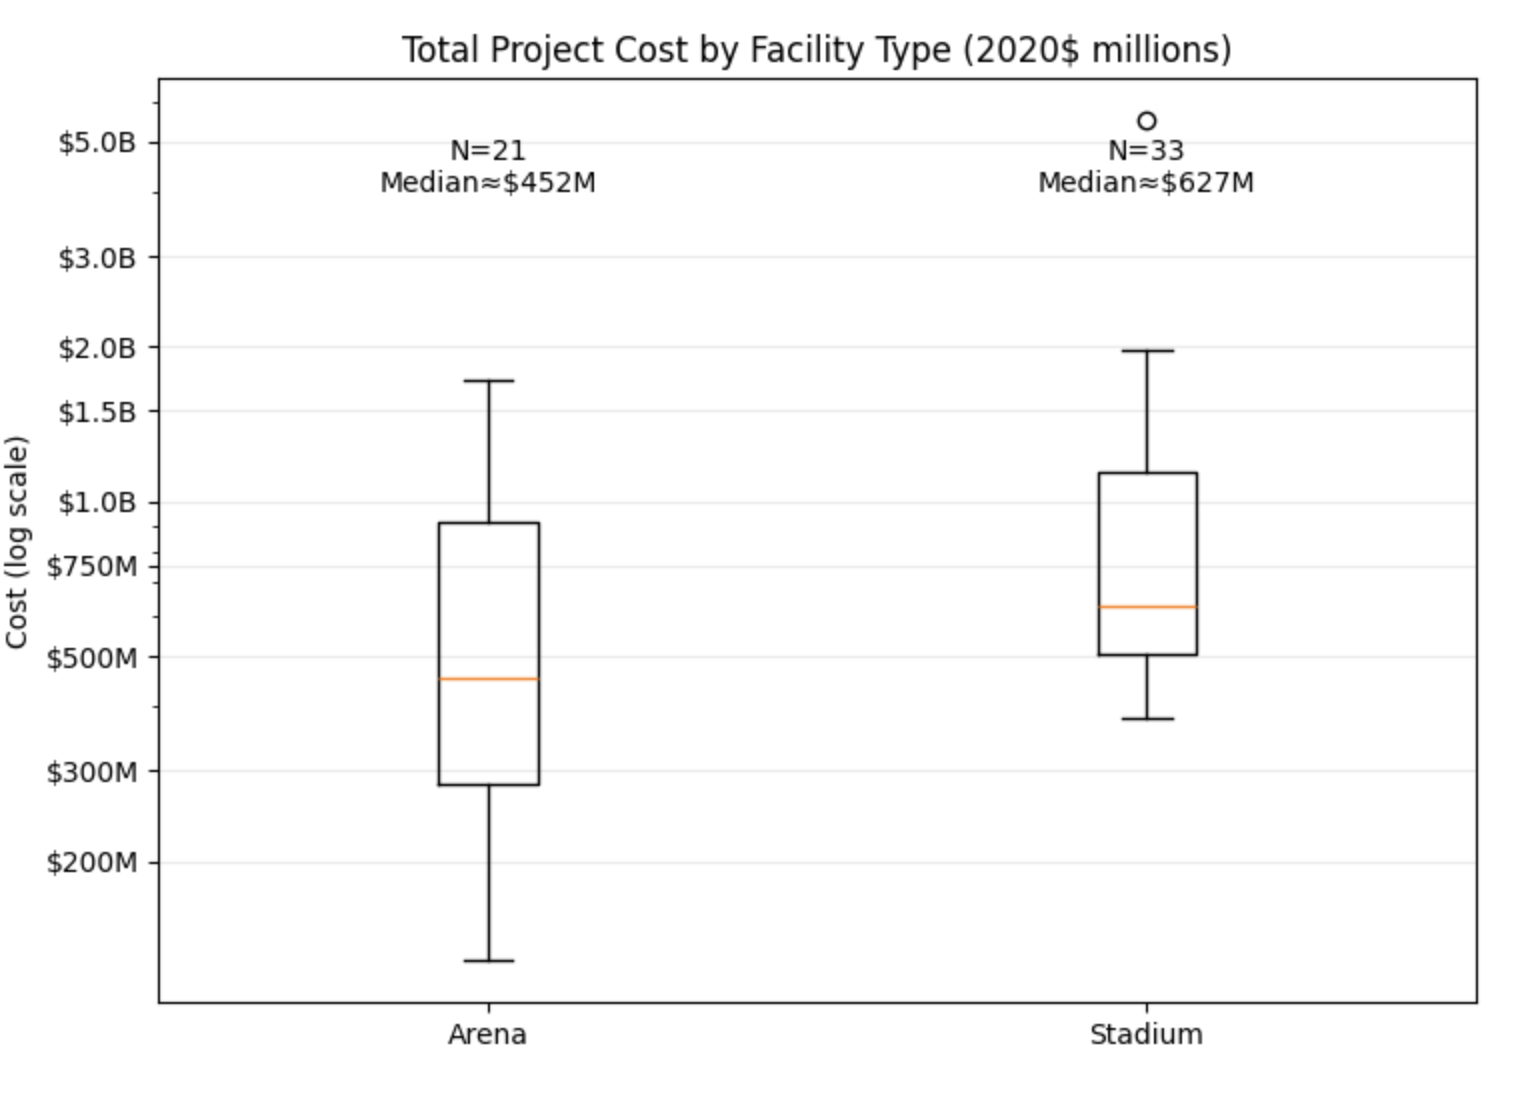 Total Project Cost by Facility Type (2020$ millions)
Cost (log scale)
$5.0B
$3.0B
$2.0B
$1.5B
$1.0B
$750M
$500M
$300M
$200M
N=21
Median≈$452M
N=33
Median≈$627M
Arena
Stadium